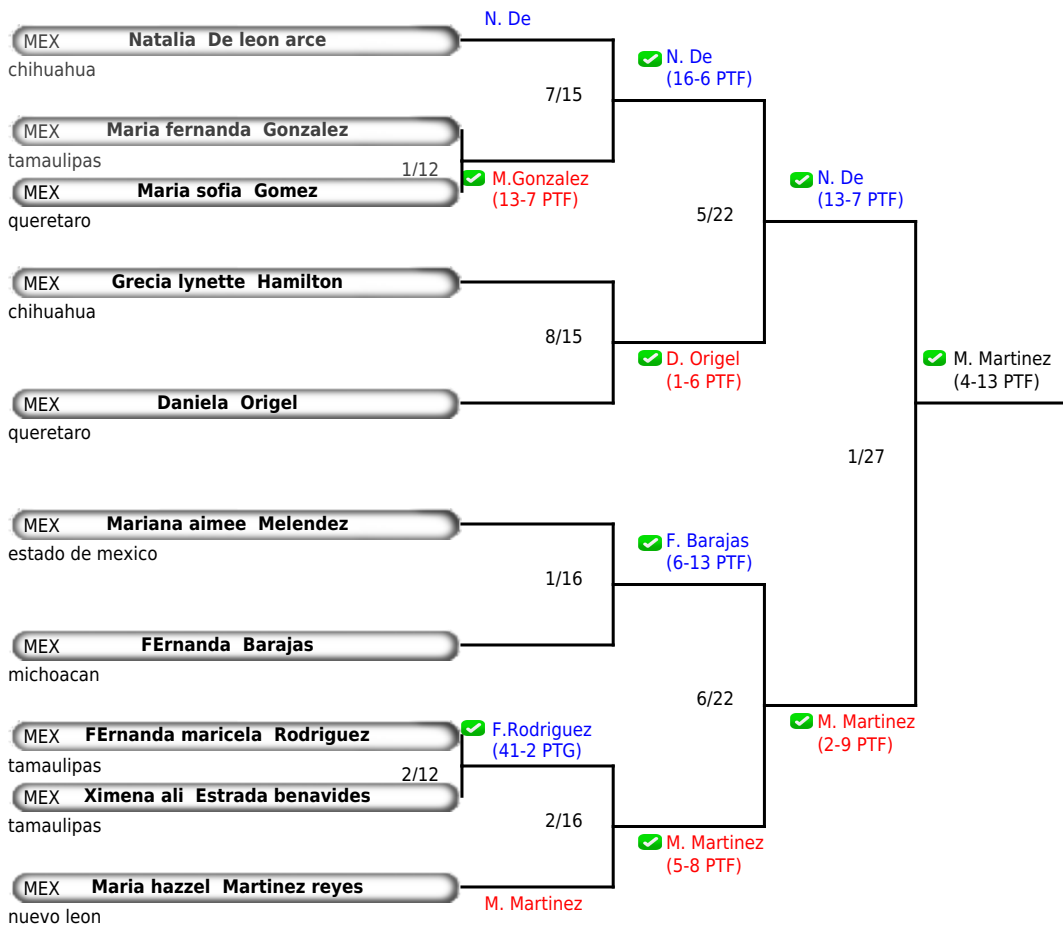 N. De
MEX Natalia De leon arce
chihuahua
N. De
(16-6 PTF)
7/15
MEX Maria fernanda Gonzalez
tamaulipas
1/12
M.Gonzalez
(13-7 PTF)
MEX Maria sofia Gomez
queretaro
N. De
(13-7 PTF)
5/22
MEX Grecia lynette Hamilton
chihuahua
8/15
D. Origel
(1-6 PTF)
M. Martinez
(4-13 PTF)
MEX Daniela Origel
queretaro
1/27
MEX Mariana aimee Melendez
estado de mexico
F. Barajas
(6-13 PTF)
1/16
MEX FErnanda Barajas
michoacan
6/22
M. Martinez
(2-9 PTF)
MEX FErnanda maricela Rodriguez
tamaulipas
F.Rodriguez
(41-2 PTG)
2/12
MEX Ximena ali Estrada benavides
tamaulipas
2/16
M. Martinez
(5-8 PTF)
MEX Maria hazzel Martinez reyes
nuevo leon
M. Martinez